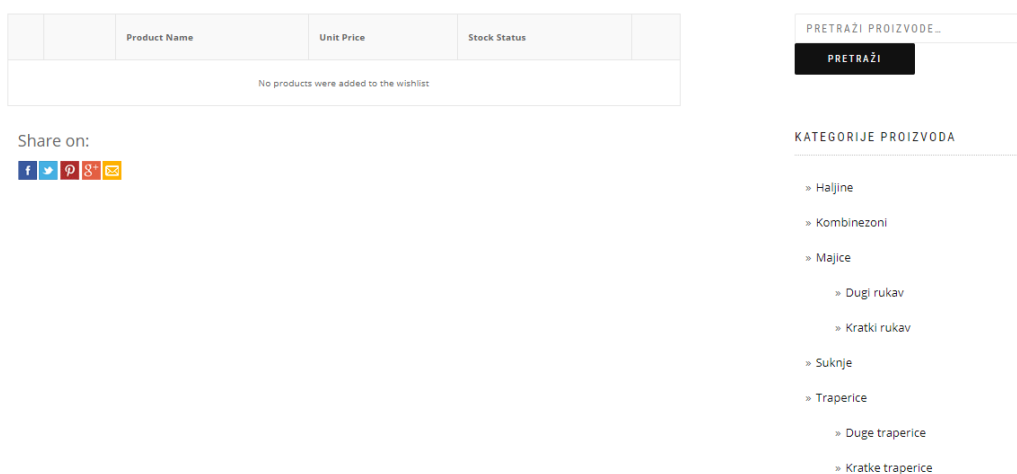 Product Name Unit Price Stock Status
No products were added to the wishlist
Share on:
PRETRAŽI PROIZVODE...
PRETRAŽI
KATEGORIJE PROIZVODA
» Haljine
» Kombinezoni
» Majice
» Dugi rukav
» Kratki rukav
» Suknje
» Traperice
» Duge traperice
» Kratke traperice